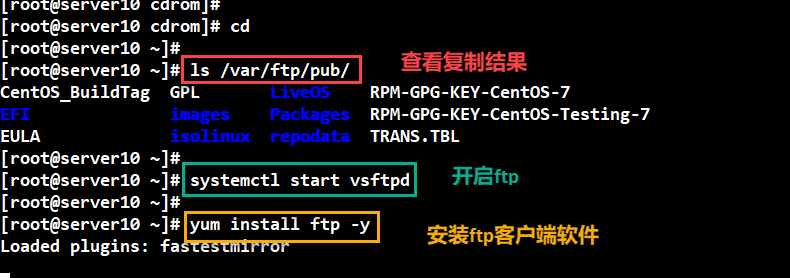 [root@server10 cdrom]#
[root@server10 cdrom]# cd
[root@server10 ~]#
[root@server10 ~]# ls /var/ftp/pub/ 查看复制结果
CentOS_BuildTag GPL LiveOS RPM-GPG-KEY-CentOS-7
EFI images Packages RPM-GPG-KEY-CentOS-Testing-7
EULA isolinux repodata TRANS.TBL
[root@server10 ~]#
[root@server10 ~]# systemctl start vsftpd 开启ftp
[root@server10 ~]#
[root@server10 ~]# yum install ftp -y 安装ftp客户端软件
Loaded plugins: fastestmirror